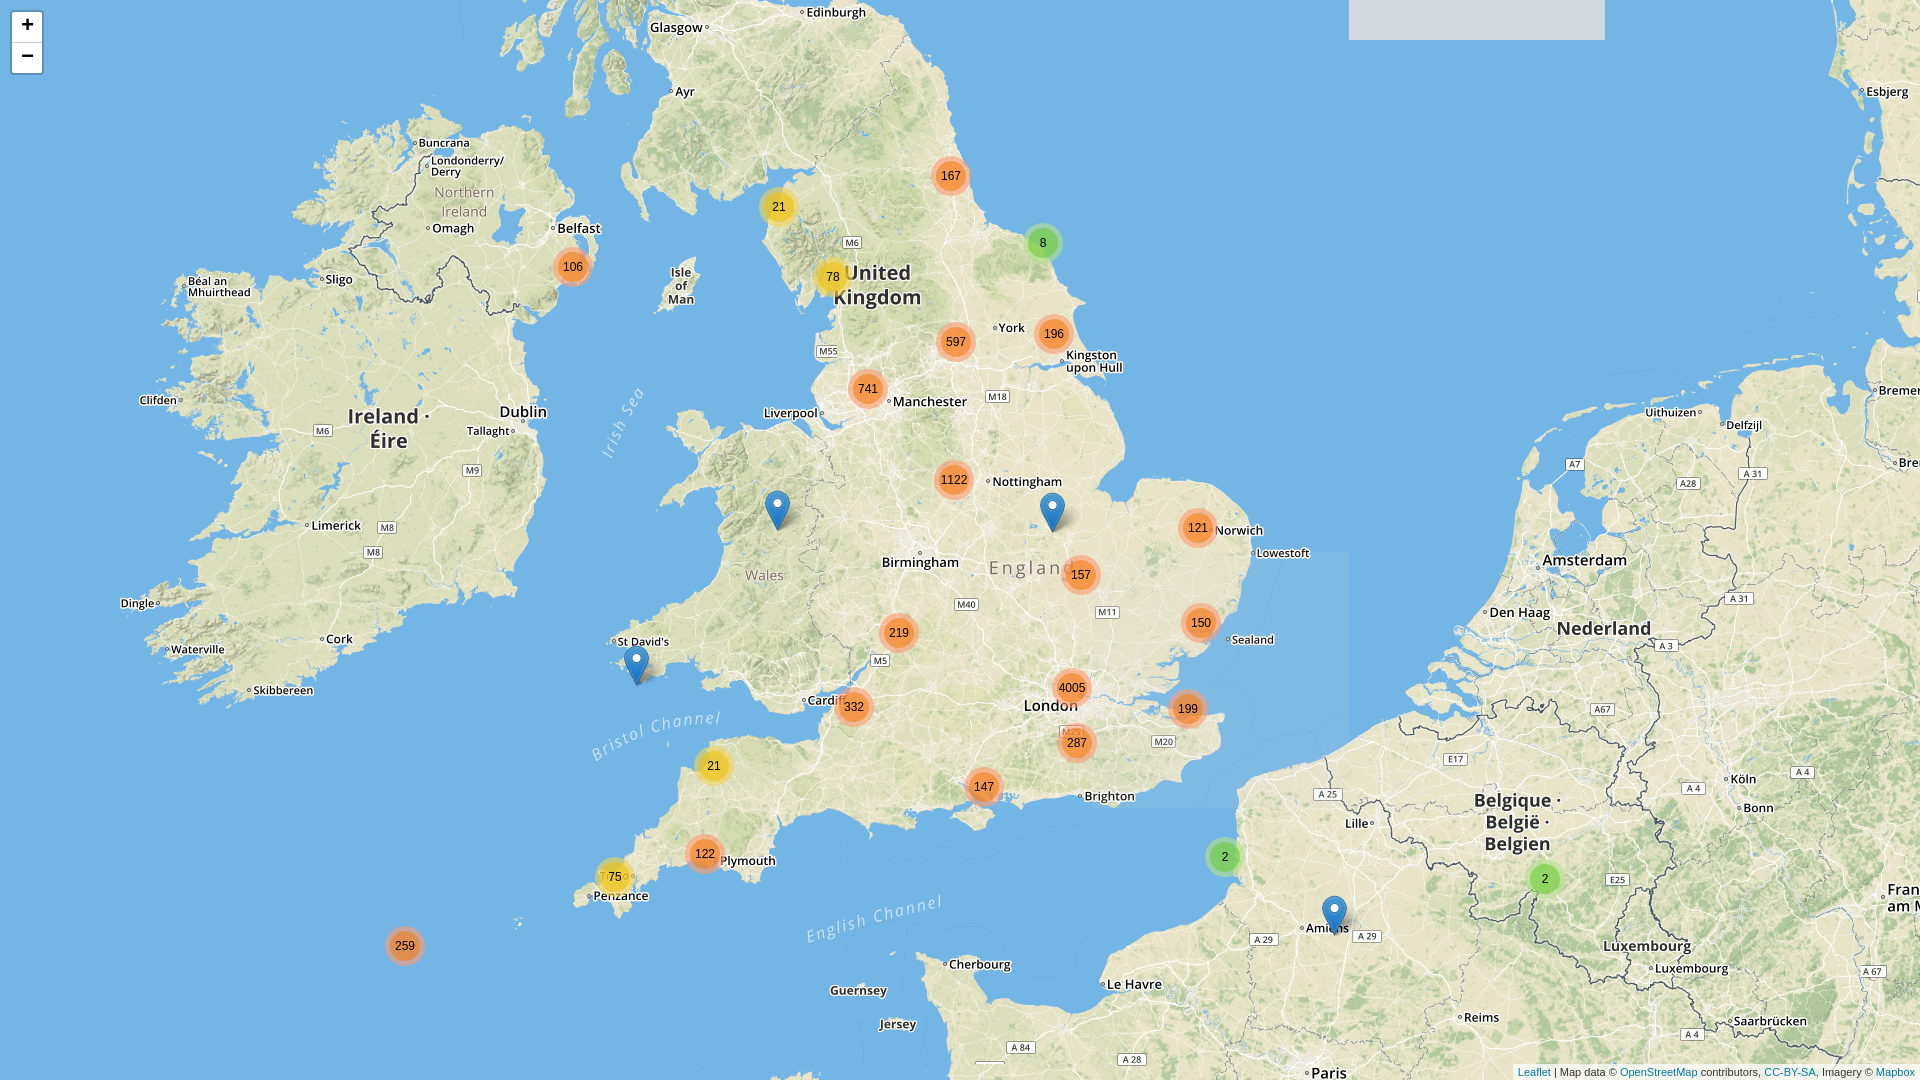 +
−
Glasgow
Edinburgh
Ayr
Esbjerg
Buncrana
Londonderry/
Derry
Northern
Ireland
Omagh
Belfast
106
Sligo
Béal an
Mhuirthead
Isle
of
Man
167
21
M6
8
78
United
Kingdom
York
196
597
Kingston
upon Hull
M55
741
Manchester
M18
Liverpool
Clifden
Ireland ·
Éire
M6
Dublin
Tallaght
M9
Irish Sea
Uithuizen
Delfzijl
Bremer
A7
A 31
A28
Bre
1122
Nottingham
Limerick
M8
M8
121
Norwich
Lowestoft
Birmingham
England
157
Wales
Amsterdam
Dingle
M40
M11
Den Haag
A 31
150
Nederland
219
Sealand
Cork
St David's
Waterville
A 3
M5
Skibbereen
4005
Cardiff
332
London
199
A67
Bristol Channel
M25
287
M20
E17
21
A 4
Köln
A 4
147
Brighton
A 25
Belgique ·
België ·
Belgien
Bonn
Lille
122
Plymouth
2
75
Penzance
2
E25
Fran
am M
English Channel
Amiens
A 29
A 29
259
Luxembourg
Luxembourg
A 67
Cherbourg
Le Havre
Guernsey
Jersey
Reims
Saarbrücken
A 4
A 84
A 28
Paris
Leaflet | Map data © OpenStreetMap contributors, CC-BY-SA, Imagery © Mapbox